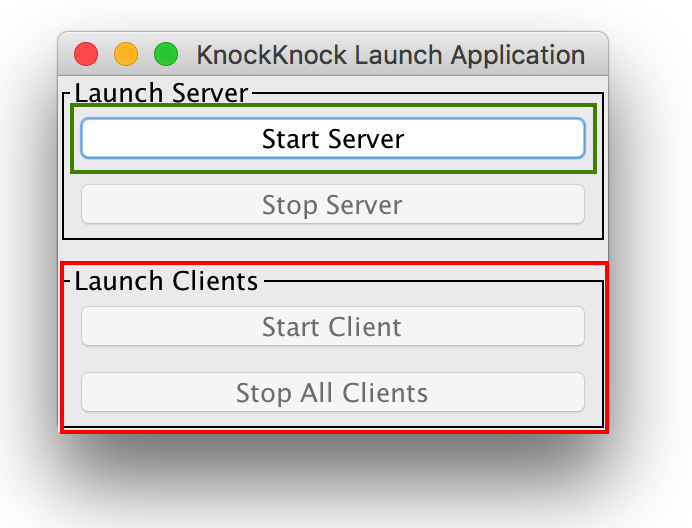 KnockKnock Launch Application
Launch Server
Start Server
Stop Server
Launch Clients
Start Client
Stop All Clients